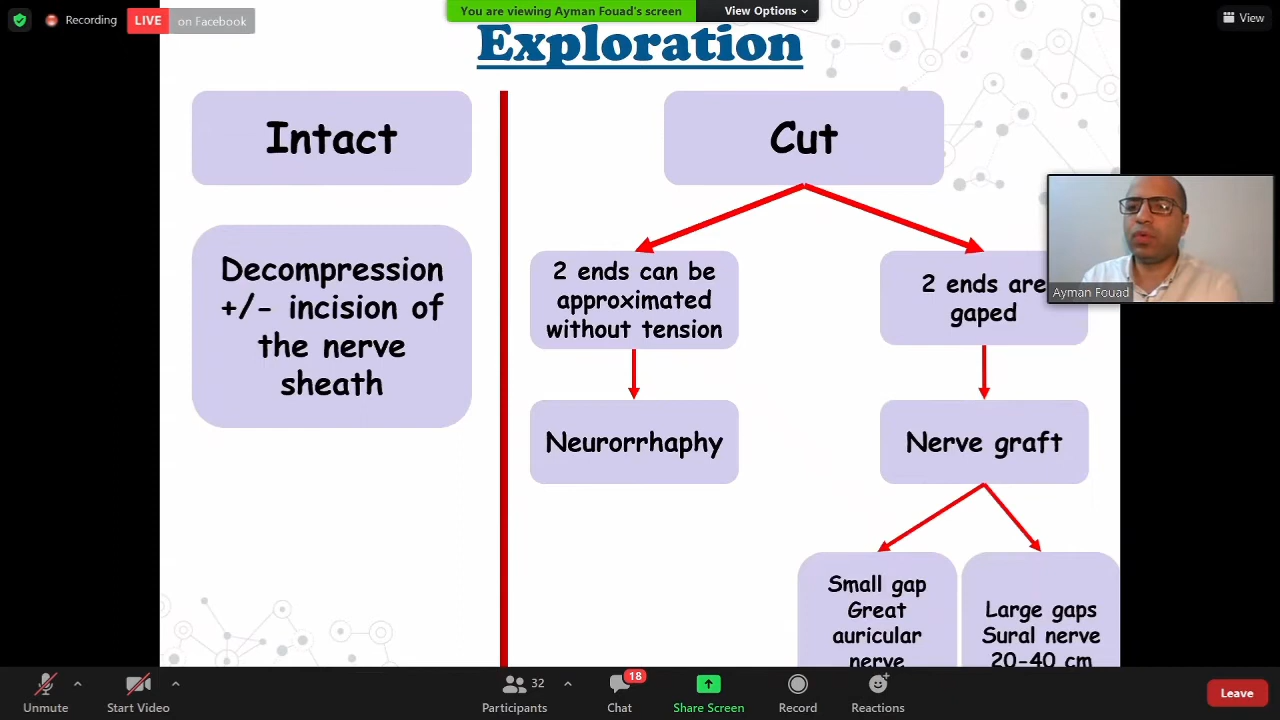 Recording
LIVE on Facebook
You are viewing Ayman Fouad's screen
View Options
View
Exploration
Intact
Cut
Decompression
+/- incision of
the nerve
sheath
2 ends can be
approximated
without tension
2 ends are
gaped
Ayman Fouad
Neurorrhaphy
Nerve graft
Small gap
Great
auricular
nerve
Large gaps
Sural nerve
20-40 cm
Unmute
Start Video
32
Participants
18
Chat
Share Screen
Record
Reactions
Leave